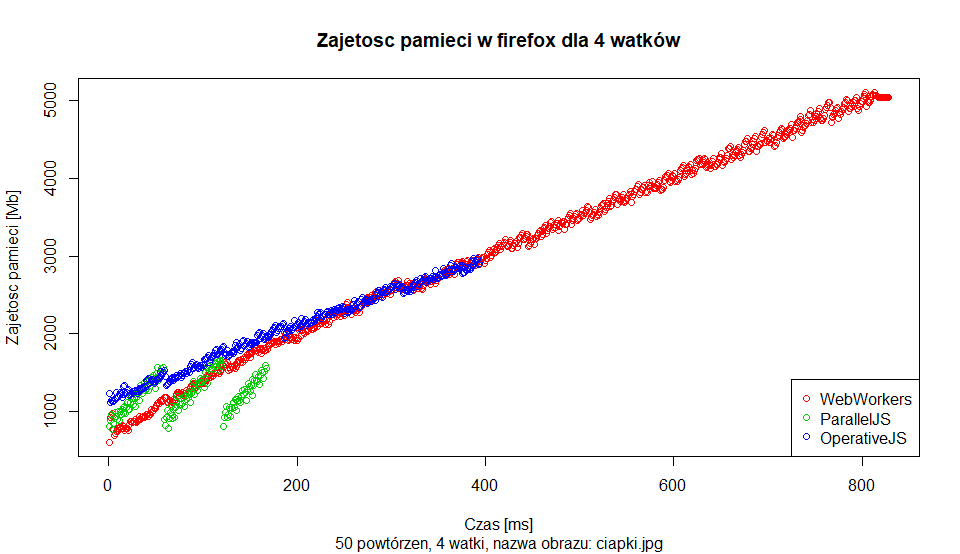 Zajetosc pamieci w firefox dla 4 watków
Zajetosc pamieci [Mb]
5000
4000
3000
2000
1000
0 200 400 600 800
WebWorkers
ParallelJS
OperativeJS
Czas [ms]
50 powtórzen, 4 watki, nazwa obrazu: ciapki.jpg